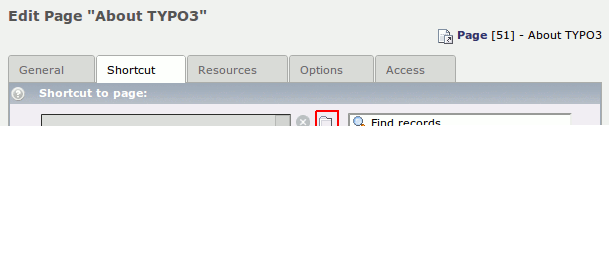 Edit Page "About TYPO3"
Page [51] - About TYPO3
General Shortcut Resources Options Access
Shortcut to page:
Find records